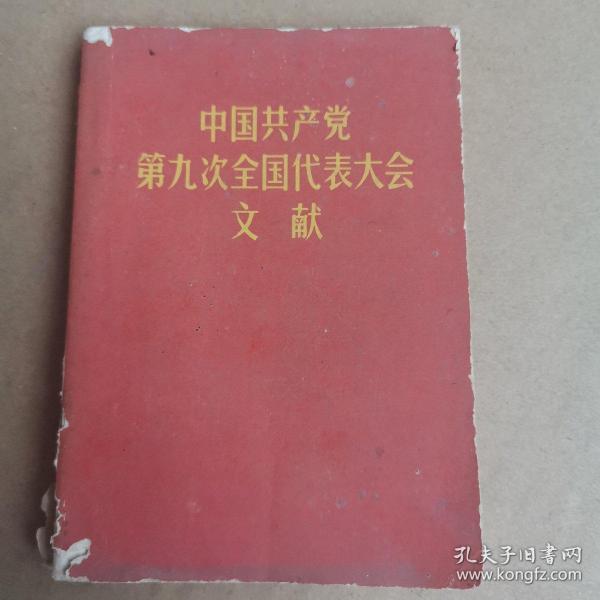 中国共产党
第九次全国代表大会
文献
孔夫子旧书网
www.kongfz.com